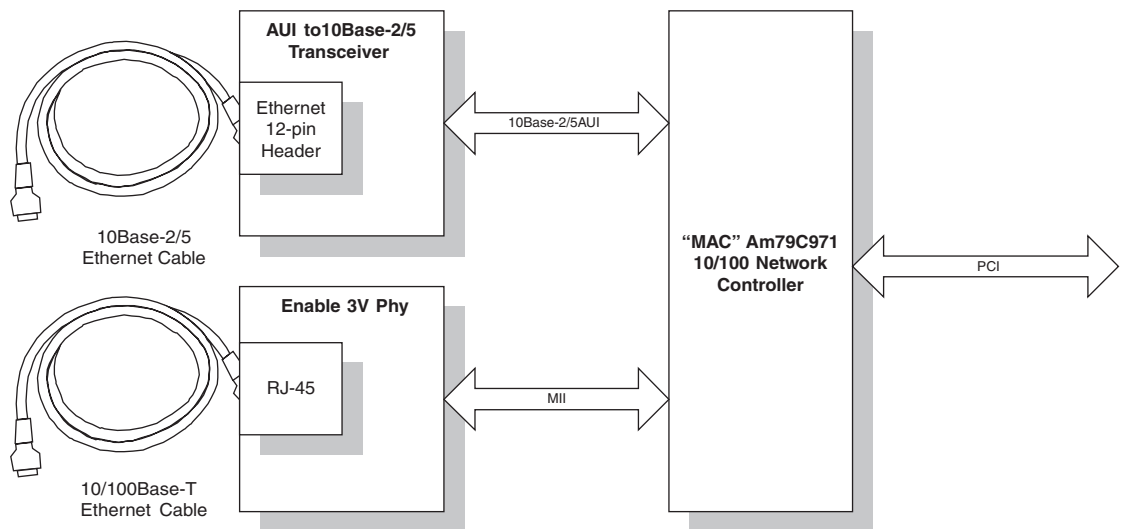 AUI to10Base-2/5
Transceiver
Ethernet
12-pin
Header
10Base-2/5AUI
10Base-2/5
Ethernet Cable
“MAC” Am79C971
10/100 Network
Controller
PCI
Enable 3V Phy
RJ-45
MII
10/100Base-T
Ethernet Cable